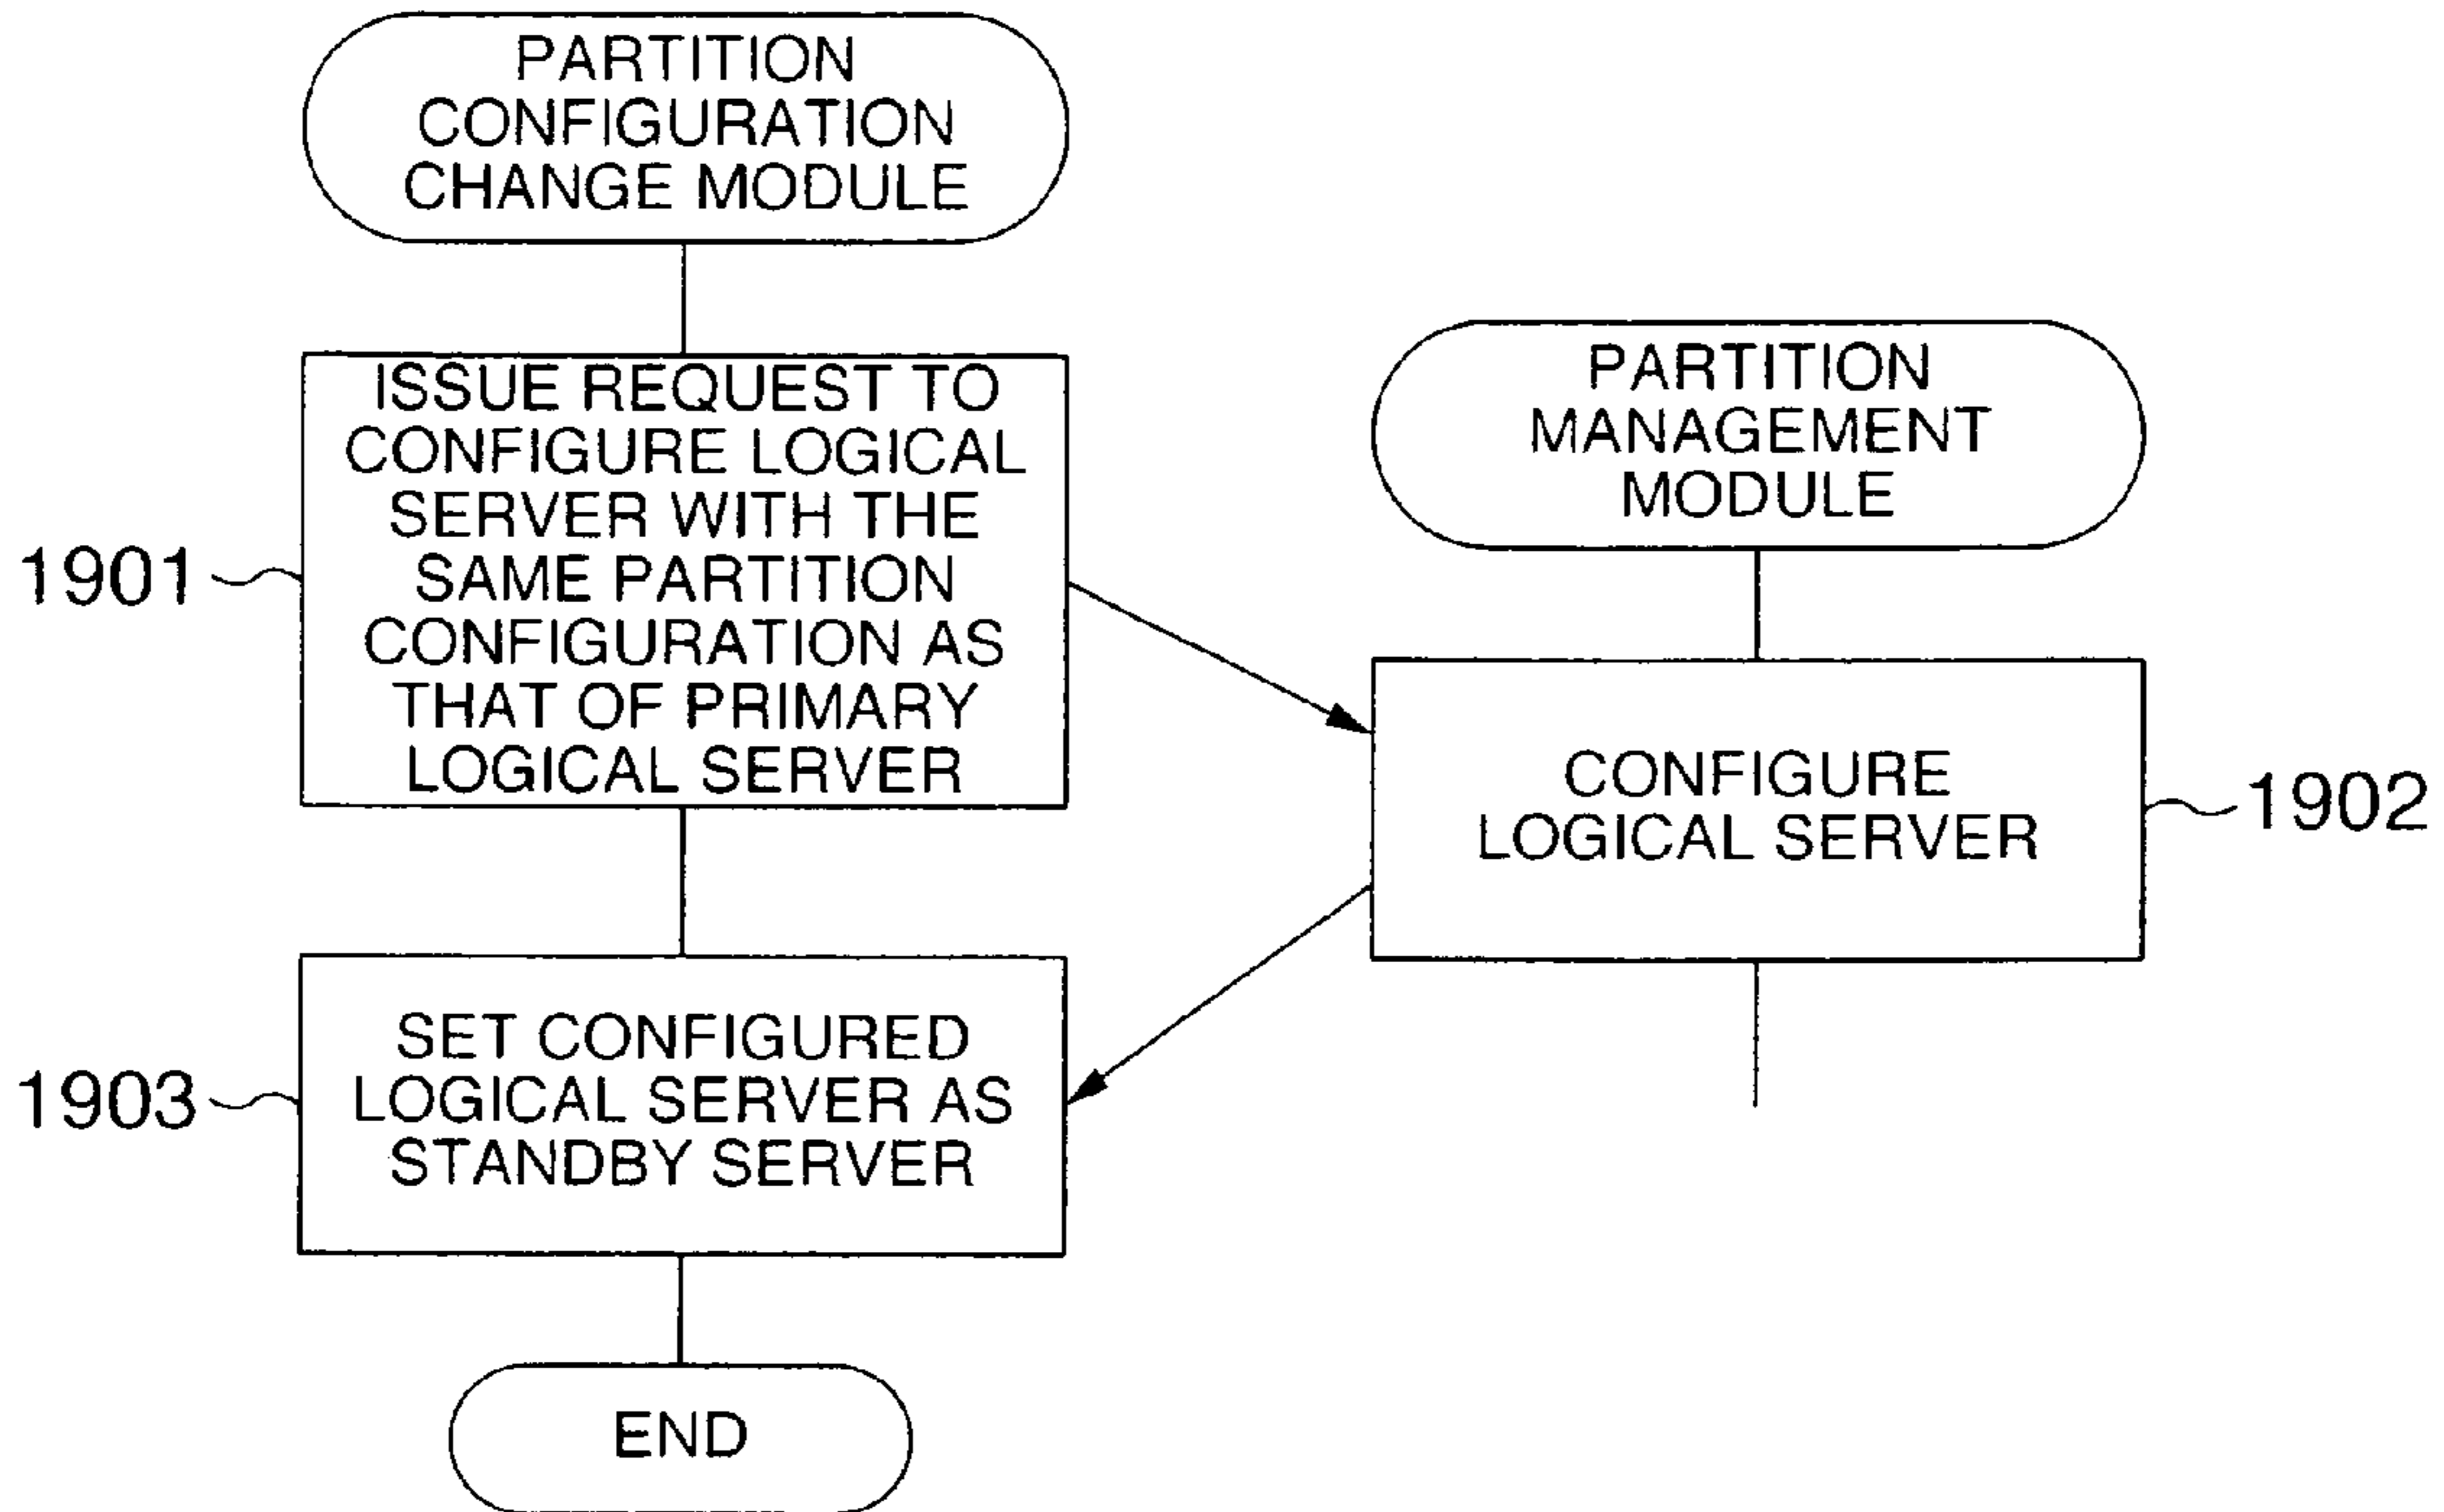 PARTITION
CONFIGURATION
CHANGE MODULE
ISSUE REQUEST TO
CONFIGURE LOGICAL
SERVER WITH THE
SAME PARTITION
CONFIGURATION AS
THAT OF PRIMARY
LOGICAL SERVER
1901
PARTITION
MANAGEMENT
MODULE
CONFIGURE
LOGICAL SERVER
1902
SET CONFIGURED
LOGICAL SERVER AS
STANDBY SERVER
1903
END